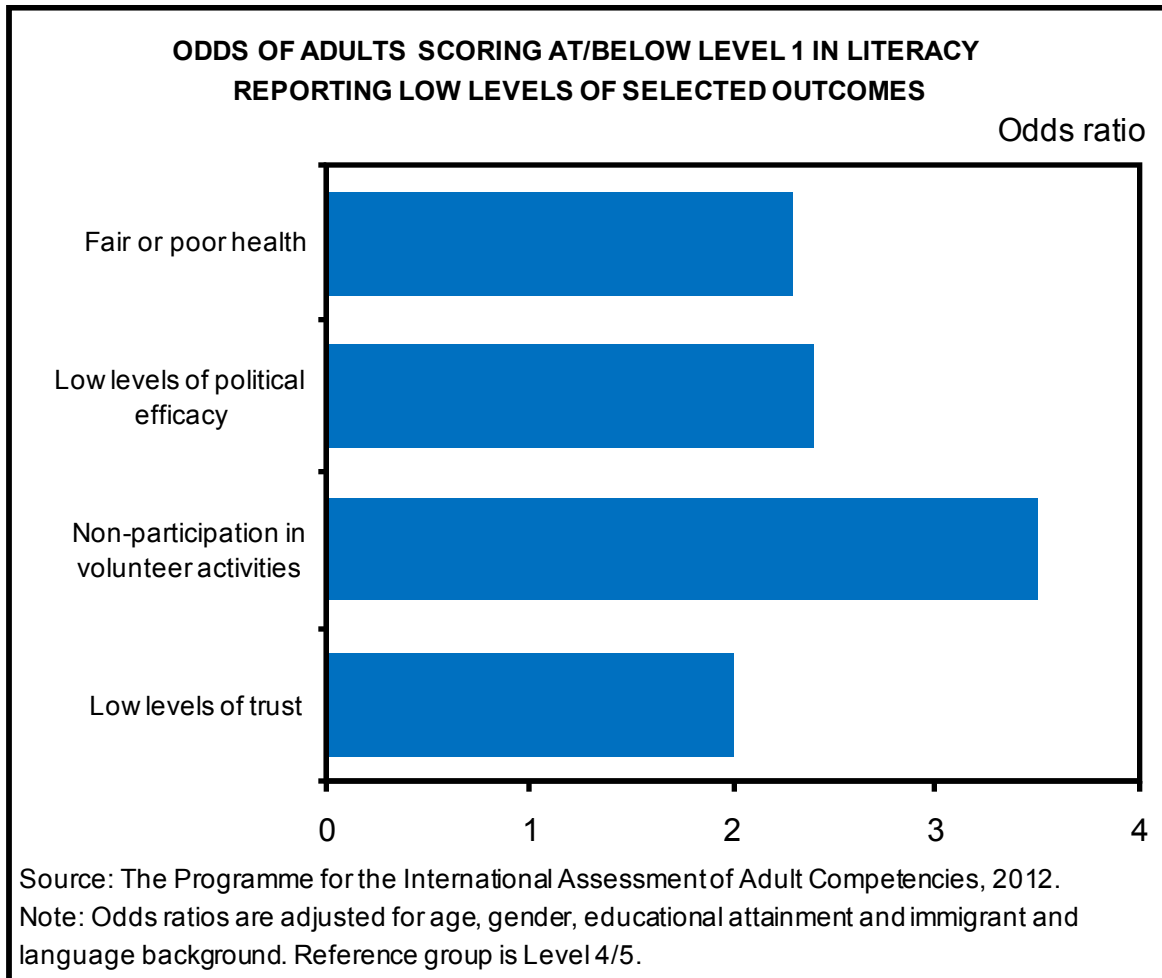 ODDS OF ADULTS SCORING AT/BELOW LEVEL 1 IN LITERACY
REPORTING LOW LEVELS OF SELECTED OUTCOMES
Odds ratio
Fair or poor health
Low levels of political
efficacy
Non-participation in
volunteer activities
Low levels of trust
0 1 2 3 4
Source: The Programme for the International Assessment of Adult Competencies, 2012.
Note: Odds ratios are adjusted for age, gender, educational attainment and immigrant and
language background. Reference group is Level 4/5.